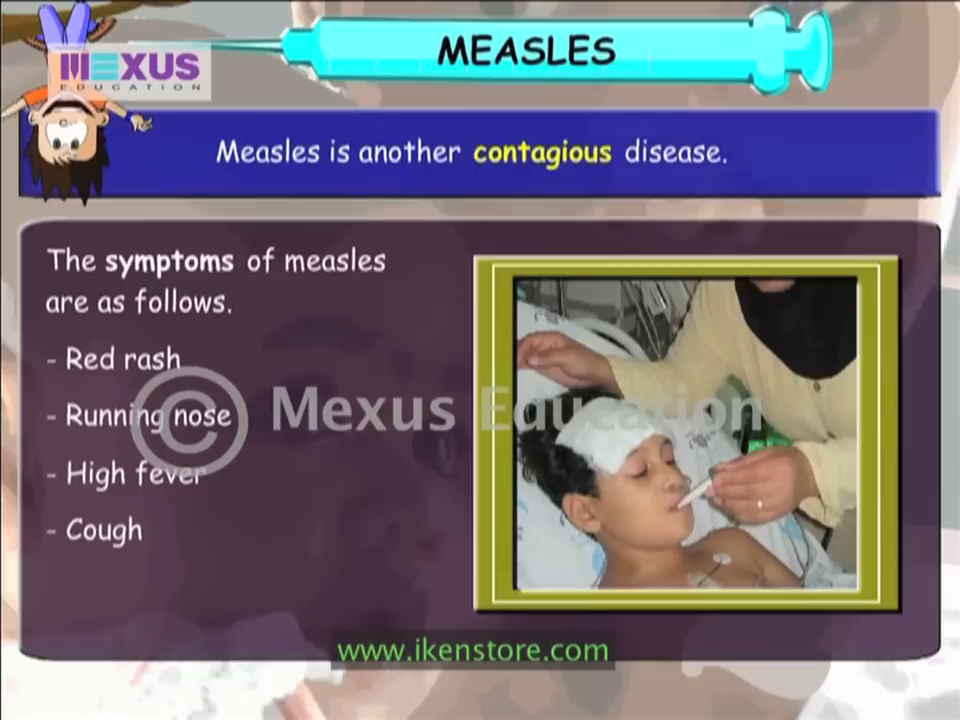 MEASLES
MEXUS
EDUCATION
Measles is another contagious disease.
The symptoms of measles
are as follows.
- Red rash
- Running nose
- High fever
- Cough
© Mexus Education
www.ikenstore.com